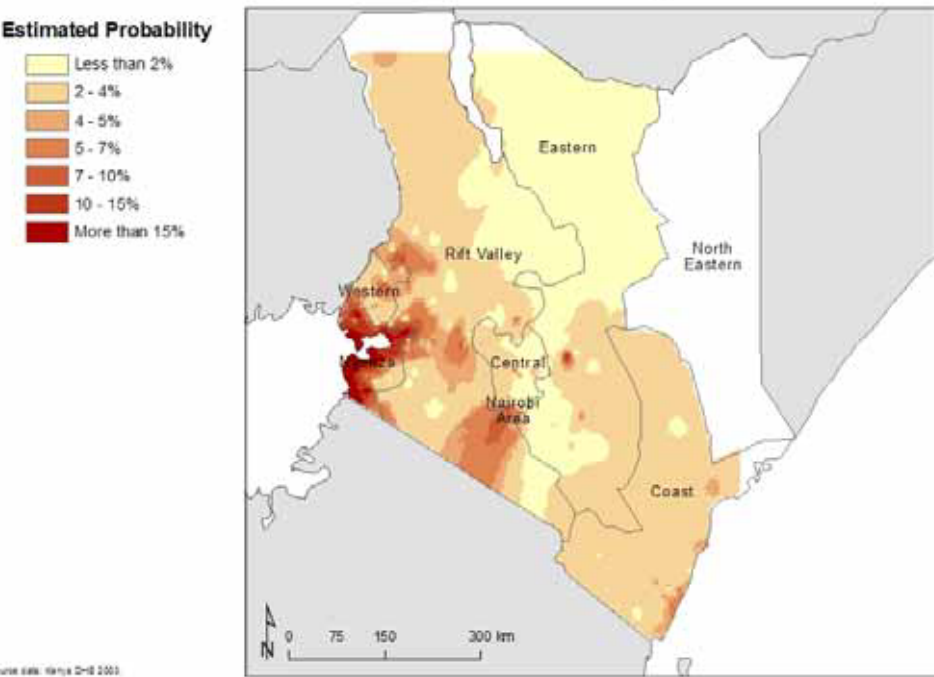 Estimated Probability
Less than 2%
2 - 4%
4 - 5%
5 - 7%
7 - 10%
10 - 15%
More than 15%
Eastern
North
Eastern
Rift Valley
Western
Central
Nairobi
Area
Coast
N
0 75 150 300 km